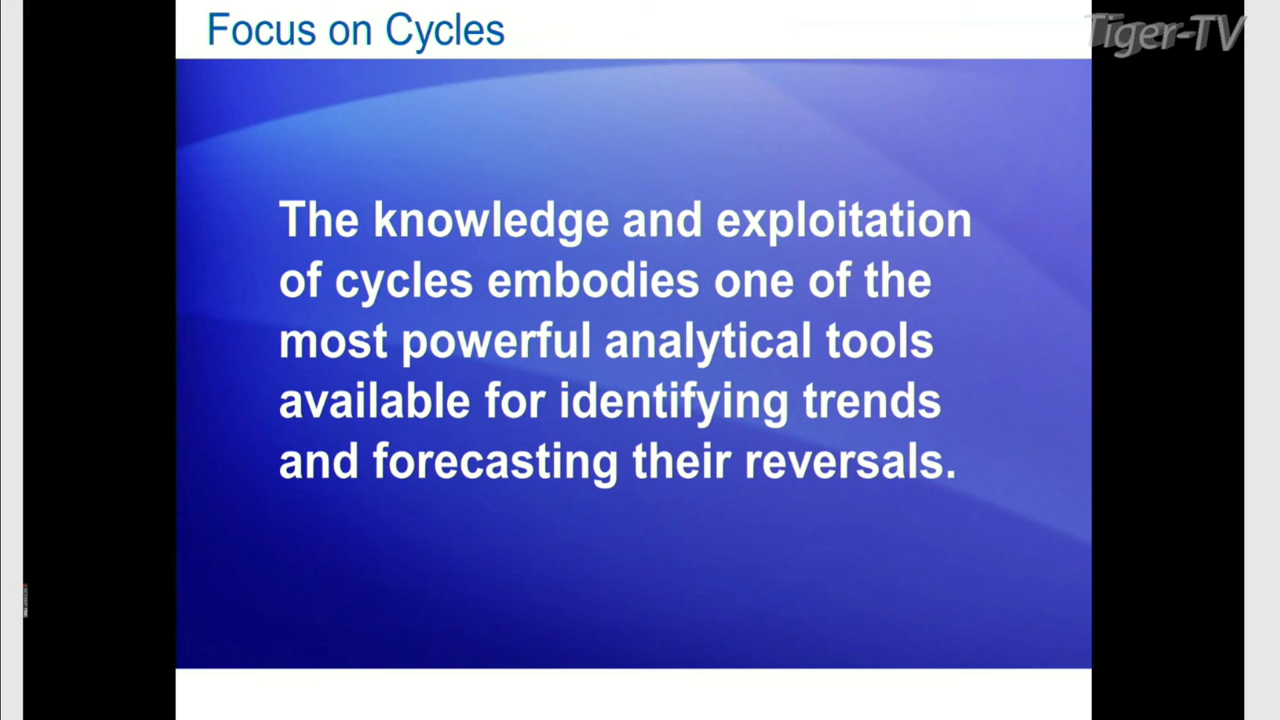 Focus on Cycles
Tiger-TV
The knowledge and exploitation
of cycles embodies one of the
most powerful analytical tools
available for identifying trends
and forecasting their reversals.